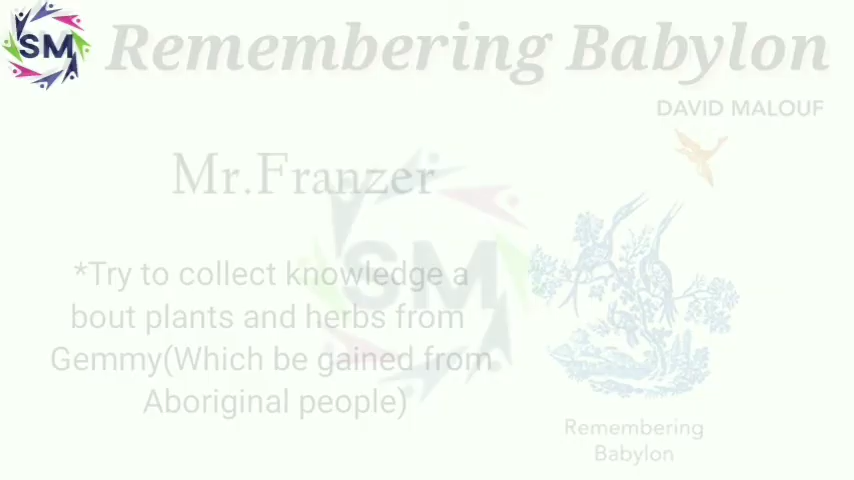 SM
Remembering Babylon
DAVID MALOUF
Mr.Franzer
SM
*Try to collect knowledge a
bout plants and herbs from
Gemmy(Which be gained from
Aboriginal people)
Remembering
Babylon